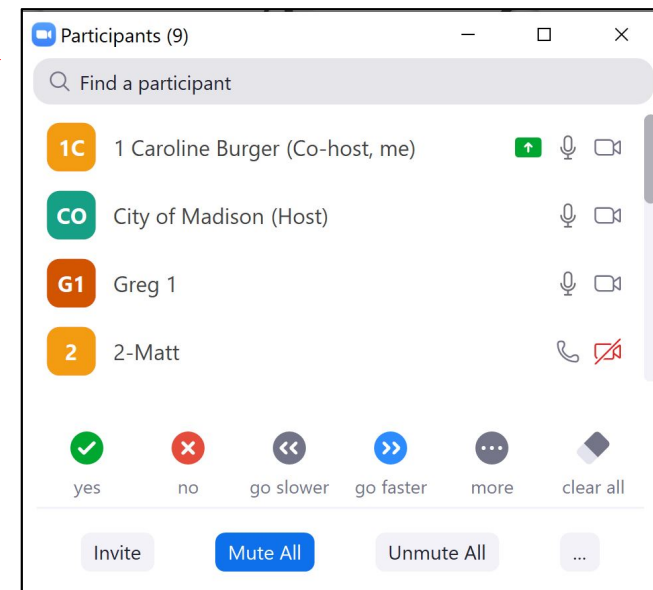 Participants (9)
Find a participant
1C 1 Caroline Burger (Co-host, me)
CO City of Madison (Host)
G1 Greg 1
2 2-Matt
yes no go slower go faster more clear all
Invite Mute All Unmute All ...